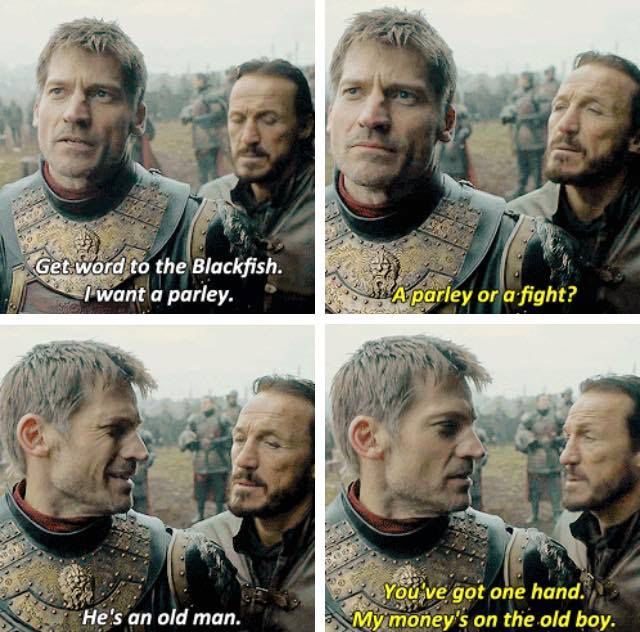 Get word to the Blackfish.
I want a parley.
A parley or a fight?
He's an old man.
You've got one hand.
My money's on the old boy.